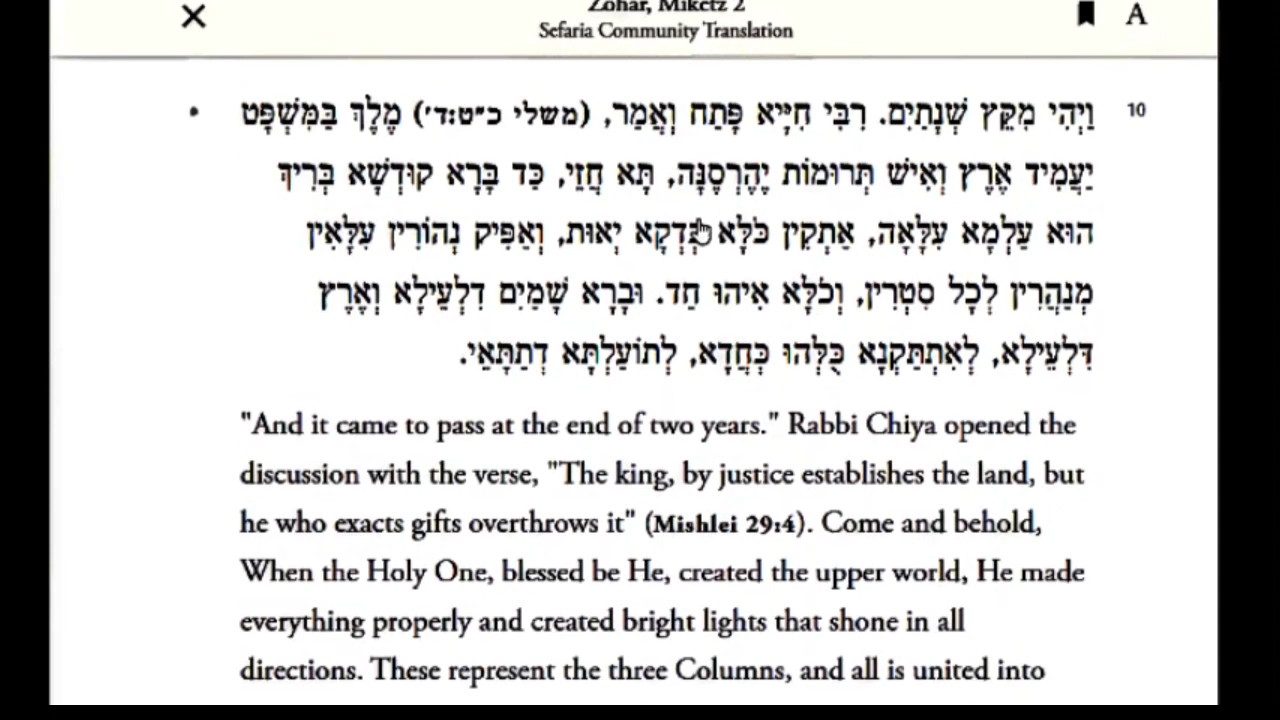 Zohar, Miketz 2
Sefaria Community Translation
A
10
וַיְהִי מִקֵּץ שְׁנָתַיִם. רִבִּי חִיָּיא פָּתַח וְאֲמַר, (משלי כ״ט:ד׳) מֶלֶךְ בַּמִּשְׁפָּט
יַעֲמִיד אֶרֶץ וְאִישׁ תְּרוּמוֹת יֶהֶרְסֶנָּה, תָּא חֲזֵי, כַּד בָּרָא קוּדְשָׁא בְּרִיךְ
הוּא עַלְמָא עִלָּאָה, אַתְקִין כֹּלָּא יְאוּת, וְאַפִּיק נְהוֹרִין עִלָּאִין
מְנַהֲרִין לְכָל סִטְרִין, וְכֹלָּא אִיהוּ חַד. וּבָרָא שָׁמַיִם דִּלְעֵילָא וְאֶרֶץ
דִּלְעֵילָא, לְאִתְתַּקְנָא כֻּלְּהוּ כְּחֲדָא, לְתוֹעַלְתָּא דְתַתָּאֵי.
"And it came to pass at the end of two years." Rabbi Chiya opened the
discussion with the verse, "The king, by justice establishes the land, but
he who exacts gifts overthrows it" (Mishlei 29:4). Come and behold,
When the Holy One, blessed be He, created the upper world, He made
everything properly and created bright lights that shone in all
directions. These represent the three Columns, and all is united into